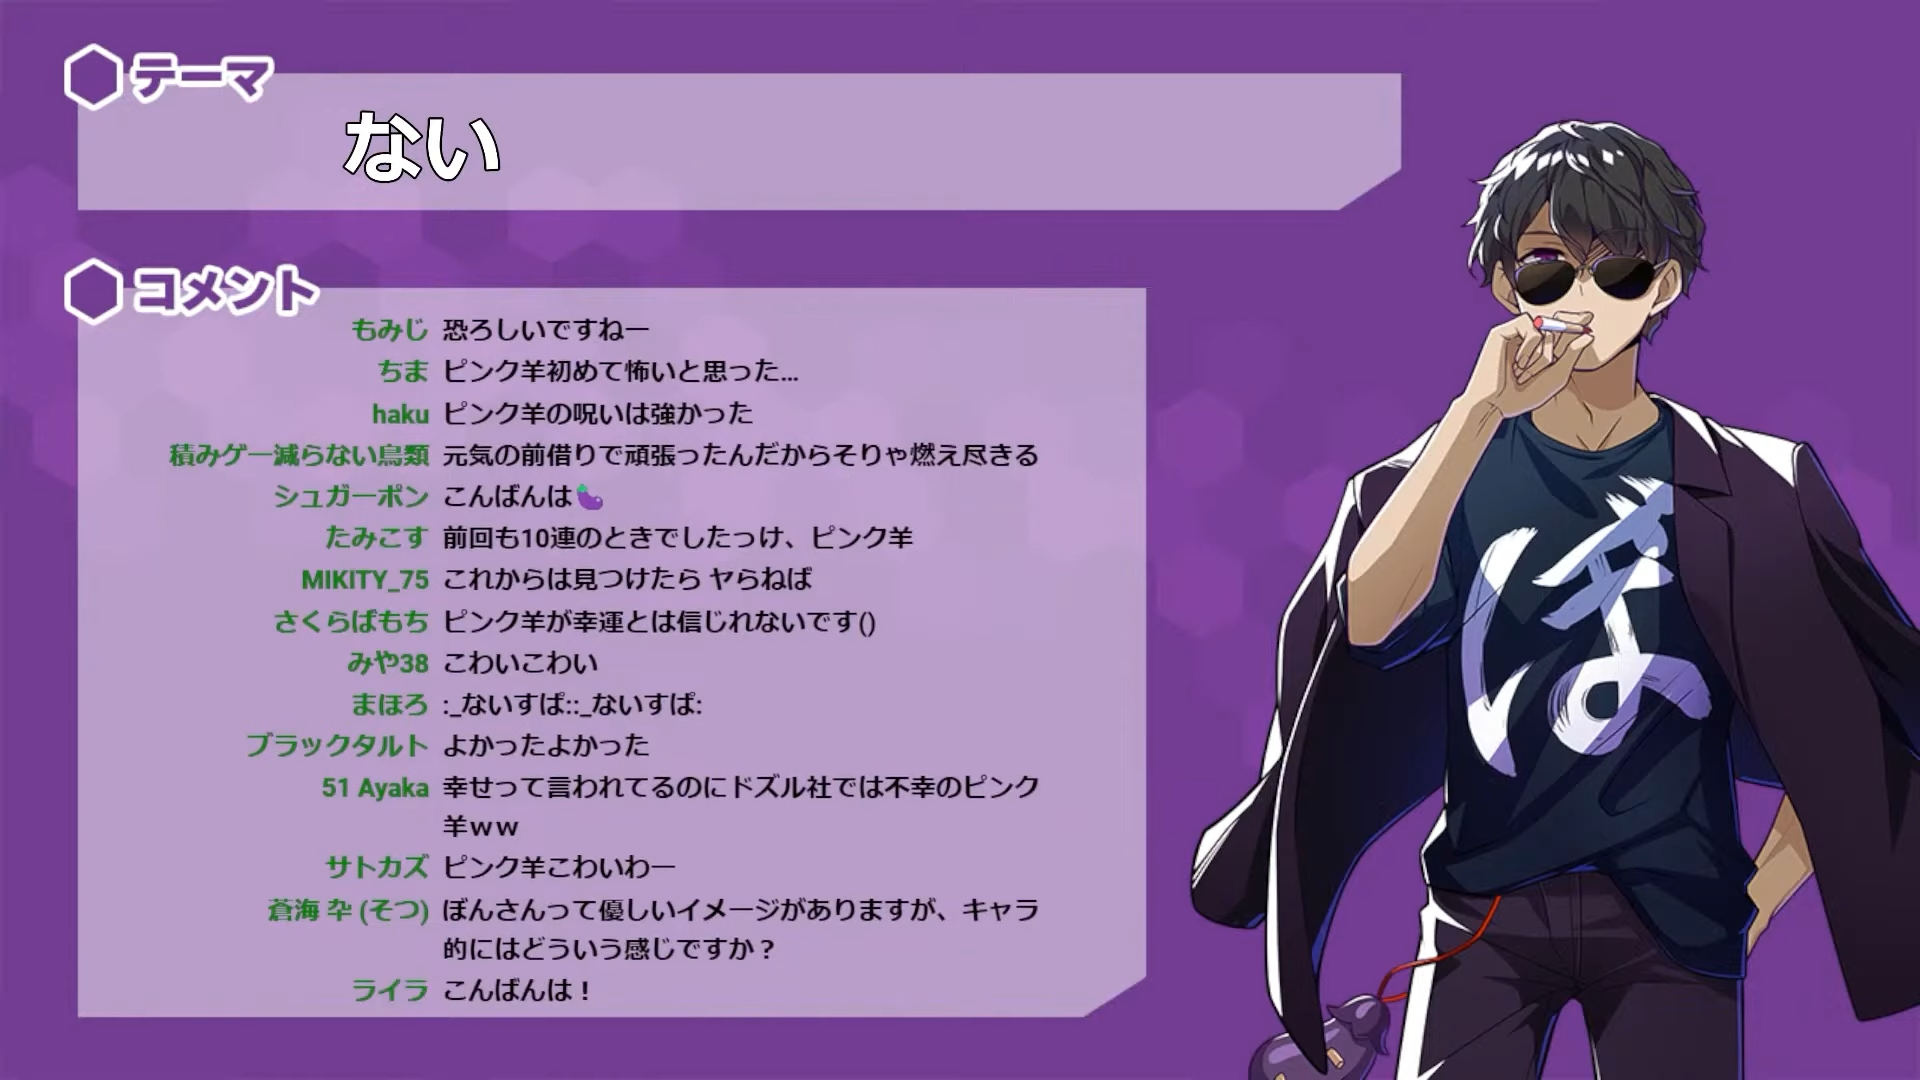 テーマ
ない
コメント
もみじ 恐ろしいですねー
ちま ピンク羊初めて怖いと思った...
haku ピンク羊の呪いは強かった
積みゲー減らない鳥類 元気の前借りで頑張ったんだからそりゃ燃え尽きる
シュガーポン こんばんは🍆
たみこす 前回も10連のときでしたっけ、ピンク羊
MIKITY_75 これからは見つけたら ヤらねば
さくらばもち ピンク羊が幸運とは信じれないです()
みや38 こわいこわい
まほろ :_ないすぱ::_ないすぱ:
ブラックタルト よかったよかった
51 Ayaka 幸せって言われてるのにドズル社では不幸のピンク
羊ｗｗ
サトカズ ピンク羊こわいわー
蒼海 卆 (そつ) ぼんさんって優しいイメージがありますが、キャラ
的にはどういう感じですか？
ライラ こんばんは！
ぼ